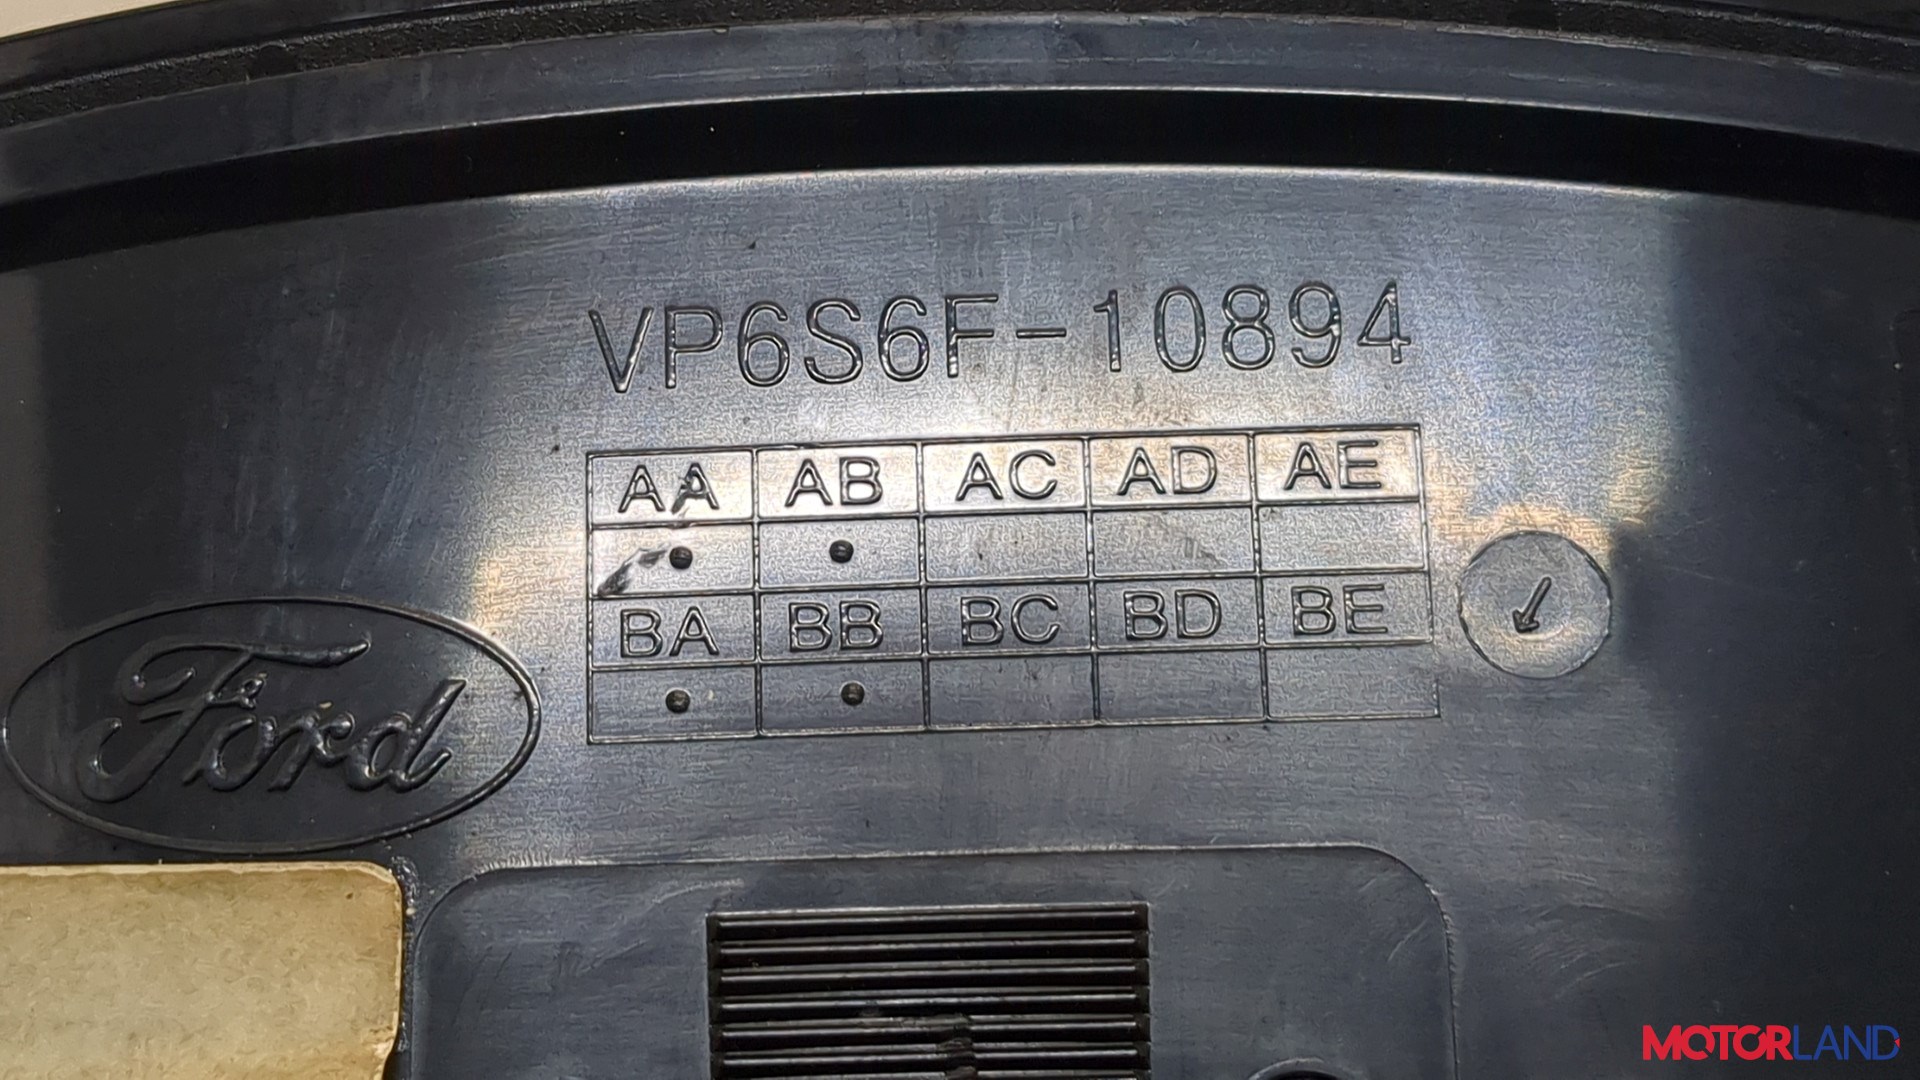 VP6S6F-10894
AA AB AC AD AE
BA BB BC BD BE
Ford
MOTORLAND